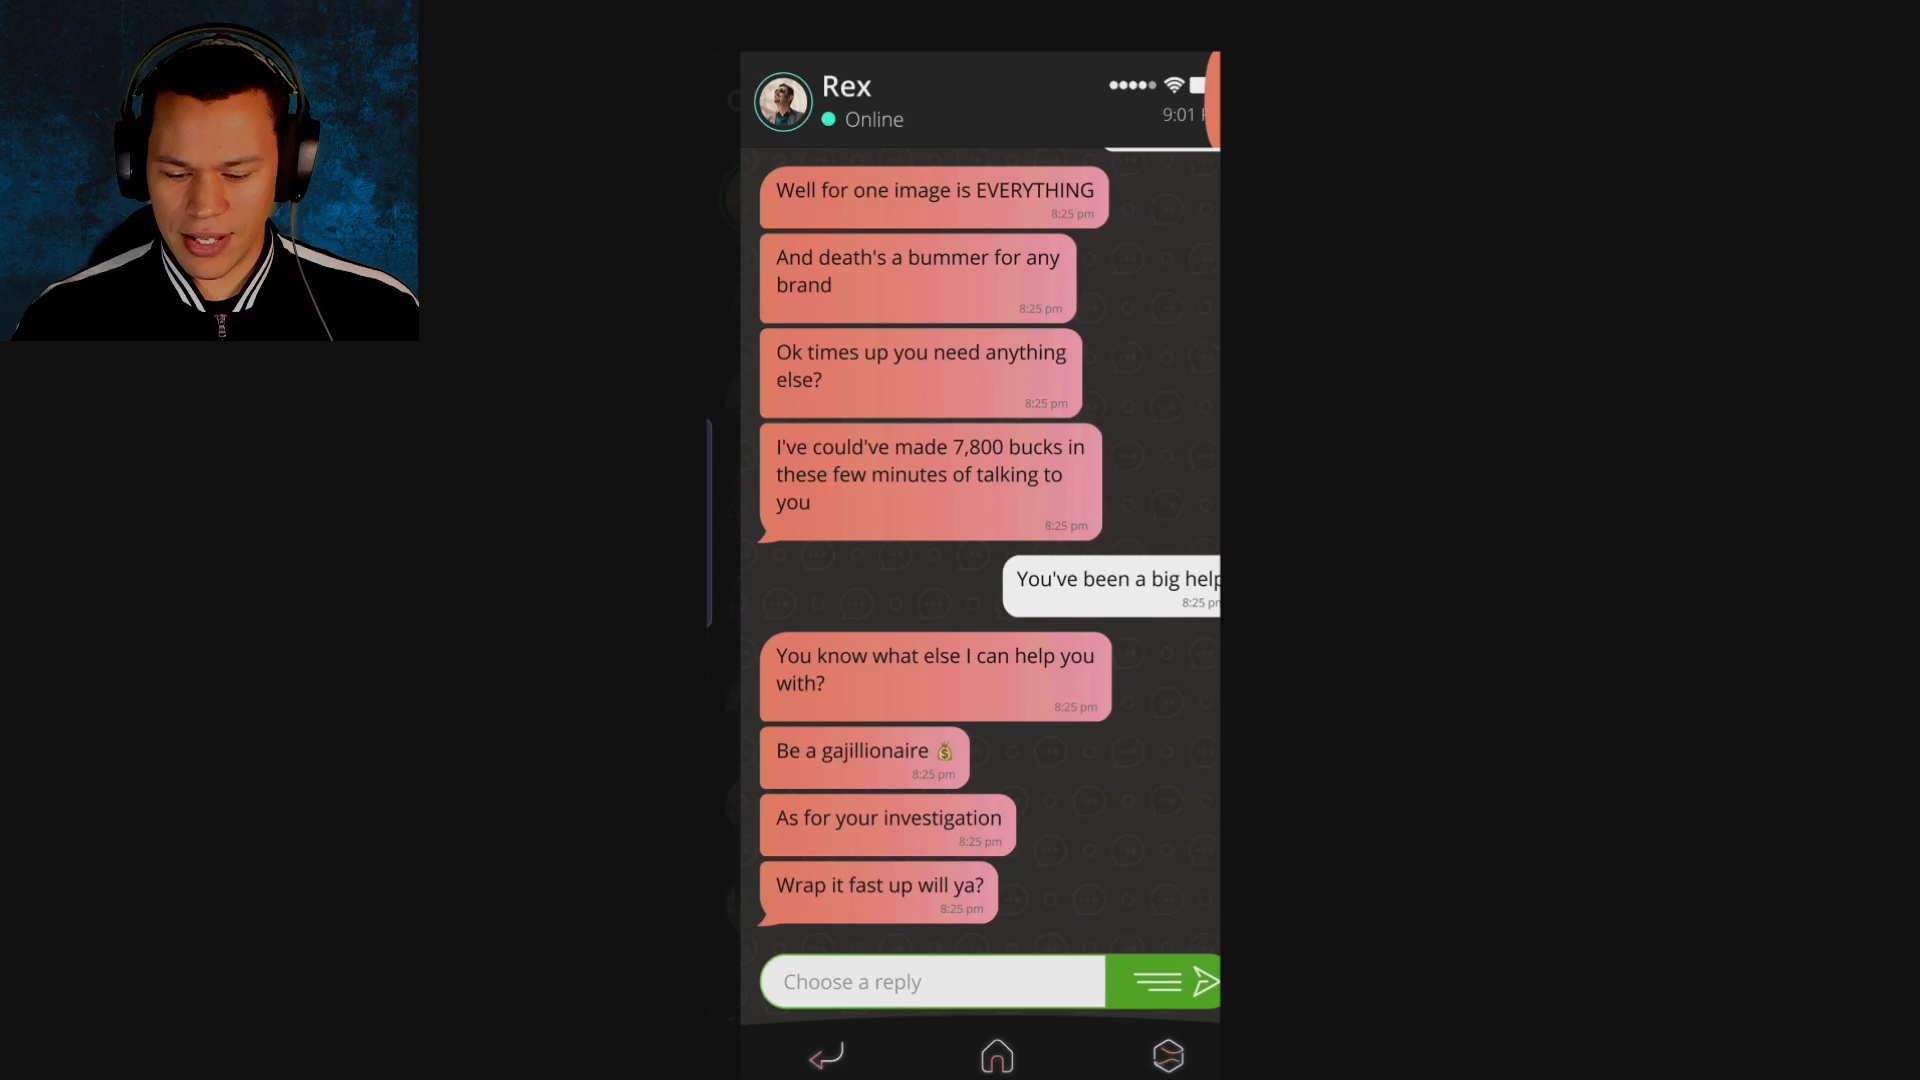 Rex
Online
9:01
Well for one image is EVERYTHING
8:25 pm
And death's a bummer for any
brand
8:25 pm
Ok times up you need anything
else?
8:25 pm
I've could've made 7,800 bucks in
these few minutes of talking to
you
8:25 pm
You've been a big help
8:25 pm
You know what else I can help you
with?
8:25 pm
Be a gajillionaire 💰
8:25 pm
As for your investigation
8:25 pm
Wrap it fast up will ya?
8:25 pm
Choose a reply